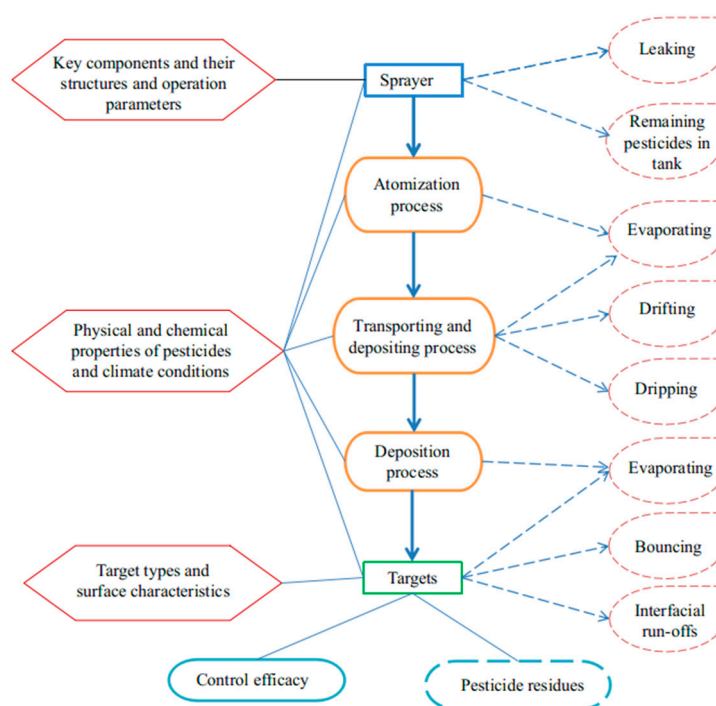 Key components and their
structures and operation
parameters
Sprayer
Leaking
Remaining
pesticides in
tank
Atomization
process
Evaporating
Physical and chemical
properties of pesticides
and climate conditions
Transporting and
depositing process
Drifting
Dripping
Deposition
process
Evaporating
Bouncing
Target types and
surface characteristics
Targets
Interfacial
run-offs
Control efficacy
Pesticide residues